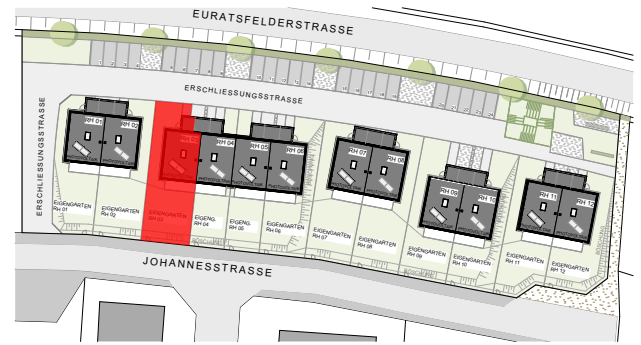 EURATSFELDERSTRASSE
ERSCHLIESSUNGSSTRASSE
ERSCHLIESSUNGSSTRASSE
RH 01
RH 02
RH 03
RH 04
RH 05
RH 06
RH 07
RH 08
RH 09
RH 10
RH 11
RH 12
EIGENGARTEN
RH 01
EIGENGARTEN
RH 02
EIGENGARTEN
RH 03
EIGENG.
RH 04
EIGENG.
RH 05
EIGENGARTEN
RH 06
EIGENGARTEN
RH 07
EIGENGARTEN
RH 08
EIGENGARTEN
RH 09
EIGENGARTEN
RH 10
EIGENGARTEN
RH 11
EIGENGARTEN
RH 12
JOHANNESSTRASSE